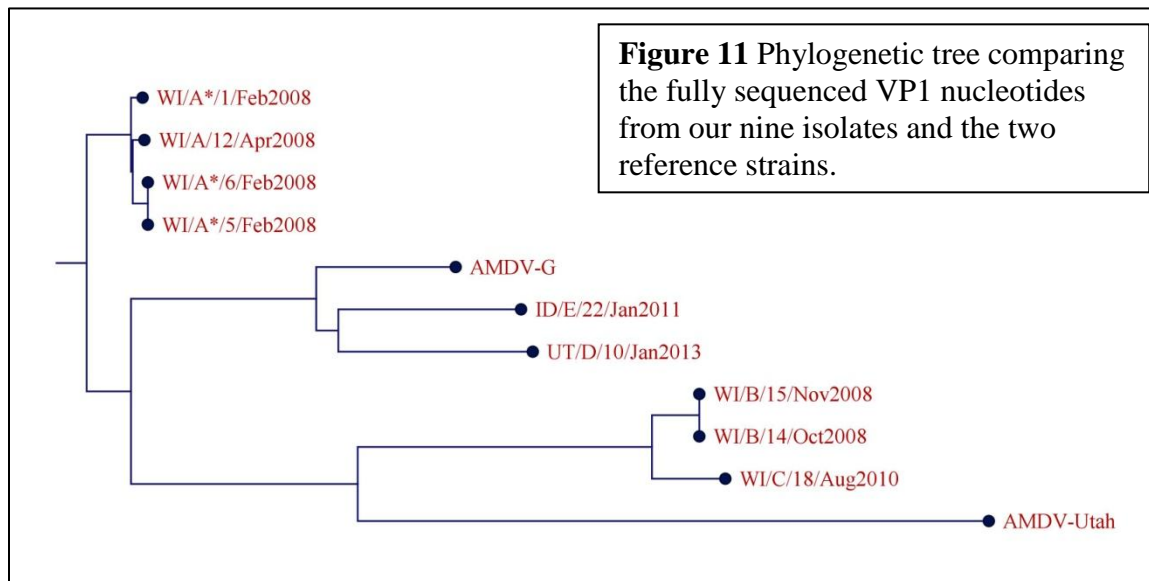 Figure 11 Phylogenetic tree comparing
the fully sequenced VP1 nucleotides
from our nine isolates and the two
reference strains.
WI/A*/1/Feb2008
WI/A/12/Apr2008
WI/A*/6/Feb2008
WI/A*/5/Feb2008
AMDV-G
ID/E/22/Jan2011
UT/D/10/Jan2013
WI/B/15/Nov2008
WI/B/14/Oct2008
WI/C/18/Aug2010
AMDV-Utah